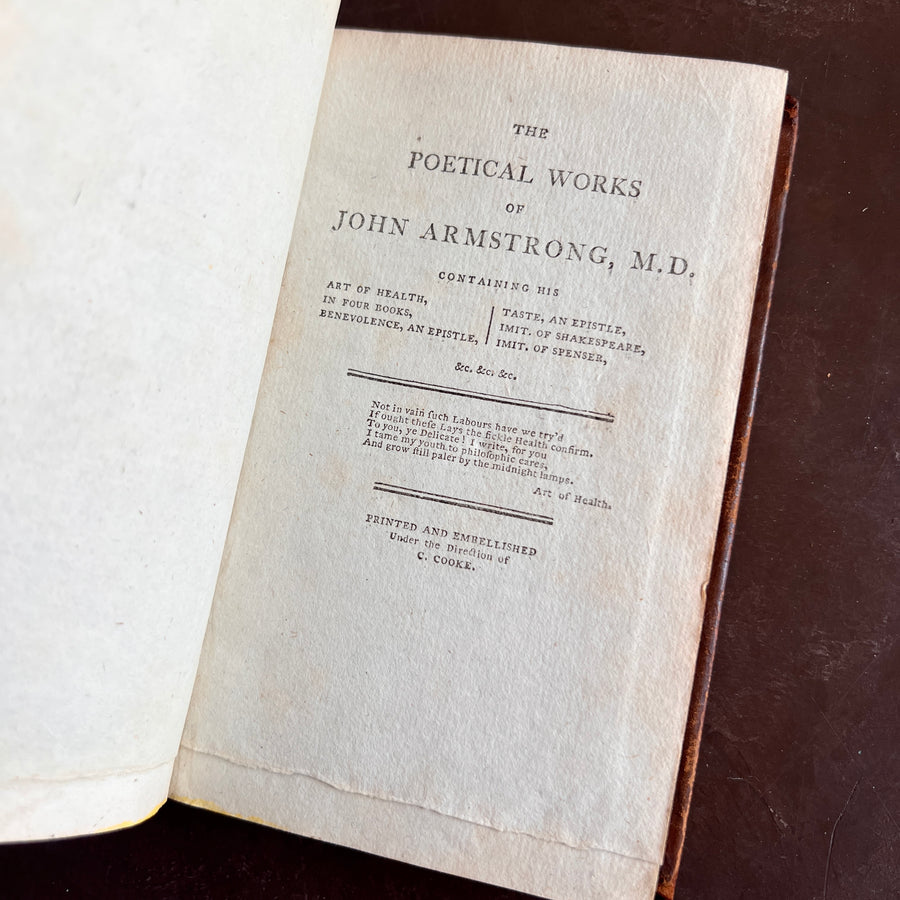 THE
POETICAL WORKS
OF
JOHN ARMSTRONG, M.D.
CONTAINING HIS
ART OF HEALTH,
IN FOUR BOOKS,
BENEVOLENCE, AN EPISTLE,
TASTE, AN EPISTLE,
IMIT. OF SHAKESPEARE,
IMIT. OF SPENSER,
&c. &c. &c.
Not in vain ſuch Labours have we try'd
If ought theſe Lays the fickle Health confirm.
To you, ye Delicate! I write, for you
I tame my youth to philoſophic cares,
And grow ſtill paler by the midnight lamps.
Art of Health.
PRINTED AND EMBELLISHED
Under the Direction of
C. COOKE.